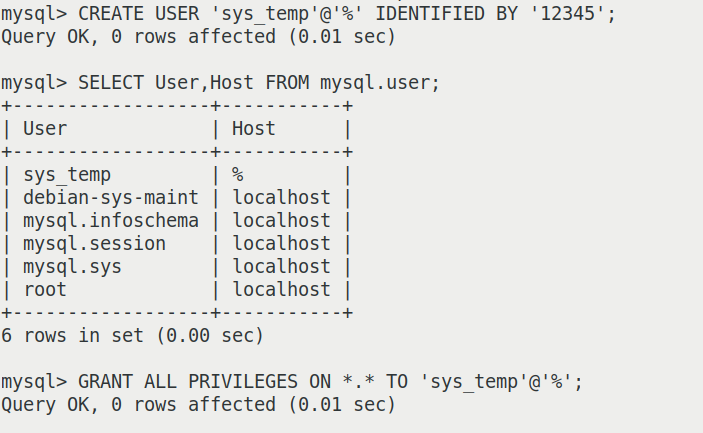 mysql> CREATE USER 'sys_temp'@'%' IDENTIFIED BY '12345';
Query OK, 0 rows affected (0.01 sec)

mysql> SELECT User,Host FROM mysql.user;
+------------------+-----------+
| User             | Host      |
+------------------+-----------+
| sys_temp         | %         |
| debian-sys-maint | localhost |
| mysql.infoschema | localhost |
| mysql.session    | localhost |
| mysql.sys        | localhost |
| root             | localhost |
+------------------+-----------+
6 rows in set (0.00 sec)

mysql> GRANT ALL PRIVILEGES ON *.* TO 'sys_temp'@'%';
Query OK, 0 rows affected (0.01 sec)